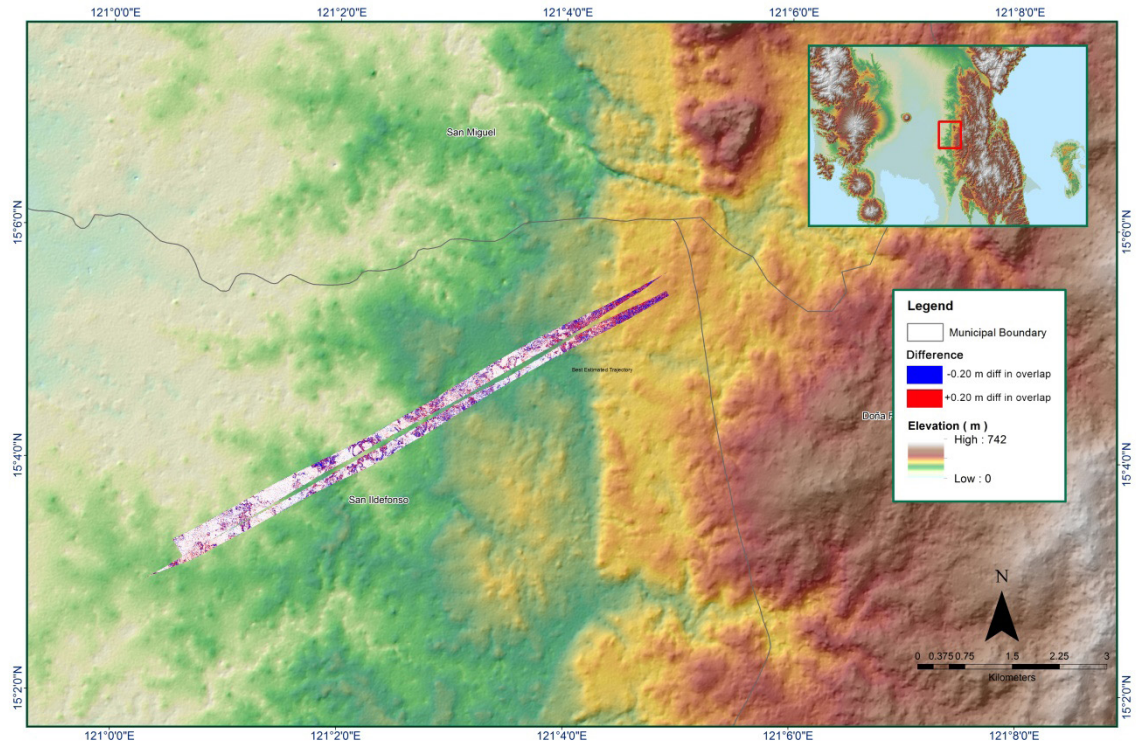 121°0'0"E 121°2'0"E 121°4'0"E 121°6'0"E 121°8'0"E
San Miguel
15°6'0"N 15°6'0"N
Legend
Municipal Boundary
Difference
-0.20 m diff in overlap
+0.20 m diff in overlap
Best Estimated Trajectory
Doña
Elevation ( m )
High : 742
Low : 0
15°4'0"N 15°4'0"N
San Ildefonso
N
0 0.375 0.75 1.5 2.25 3
Kilometers
15°2'0"N 15°2'0"N
121°0'0"E 121°2'0"E 121°4'0"E 121°6'0"E 121°8'0"E